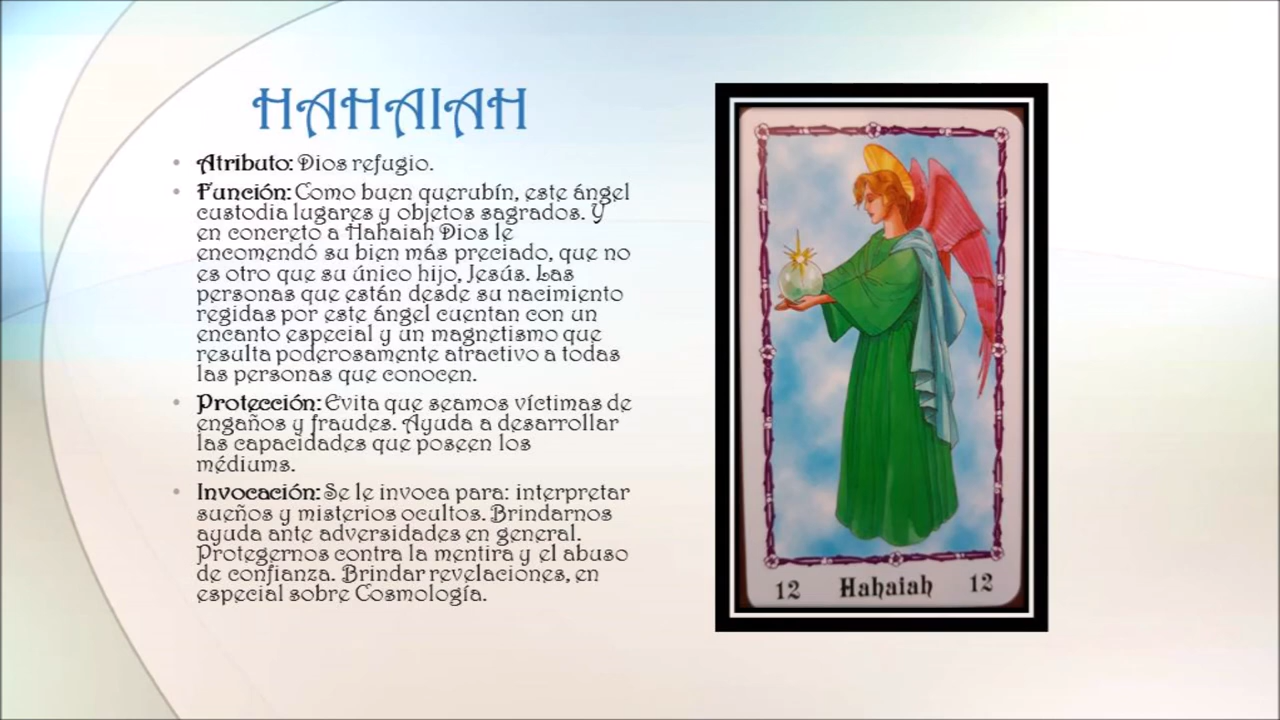 HAHAIAH
• Atributo: Dios refugio.
• Función: Como buen querubín, este ángel
custodia lugares y objetos sagrados. Y
en concreto a Hahaiah Dios le
encomendó su bien más preciado, que no
es otro que su único hijo, Jesús. Las
personas que están desde su nacimiento
regidas por este ángel cuentan con un
encanto especial y un magnetismo que
resulta poderosamente atractivo a todas
las personas que conocen.
• Protección: Evita que seamos víctimas de
engaños y fraudes. Ayuda a desarrollar
las capacidades que poseen los
médiums.
• Invocación: Se le invoca para: interpretar
sueños y misterios ocultos. Brindarnos
ayuda ante adversidades en general.
Protegernos contra la mentira y el abuso
de confianza. Brindar revelaciones, en
especial sobre Cosmología.
12 Hahaiah 12